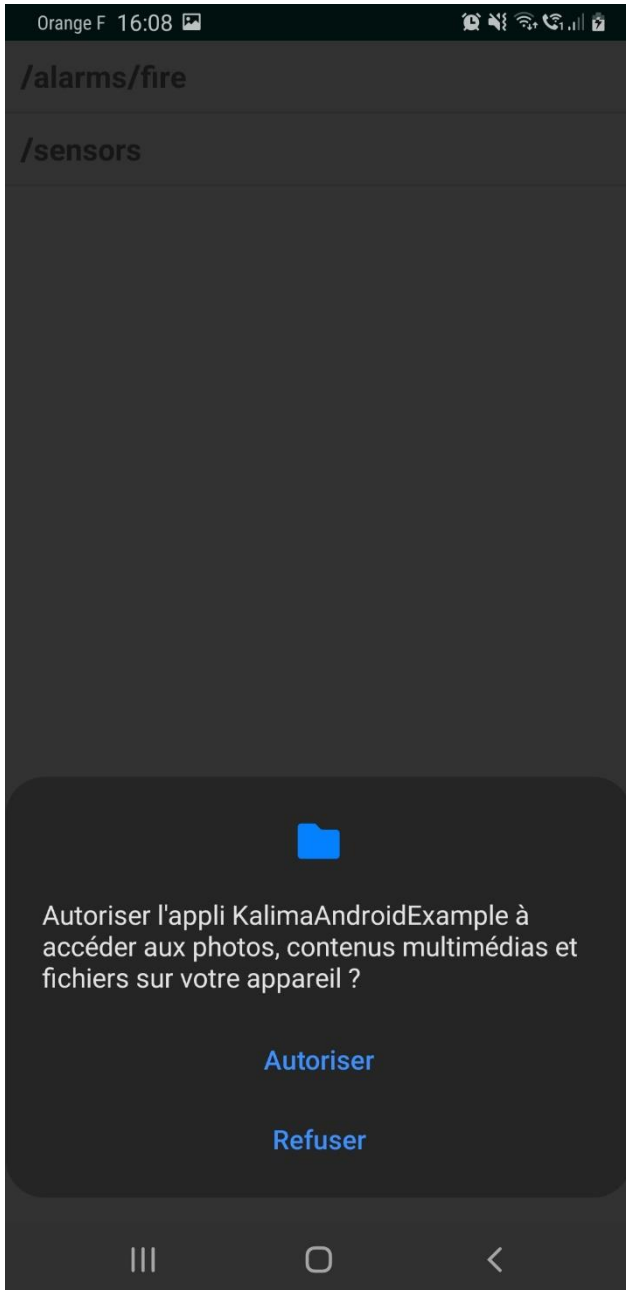 Orange F 16:08
/alarms/fire
/sensors
Autoriser l'appli KalimaAndroidExample à
accéder aux photos, contenus multimédias et
fichiers sur votre appareil ?
Autoriser
Refuser